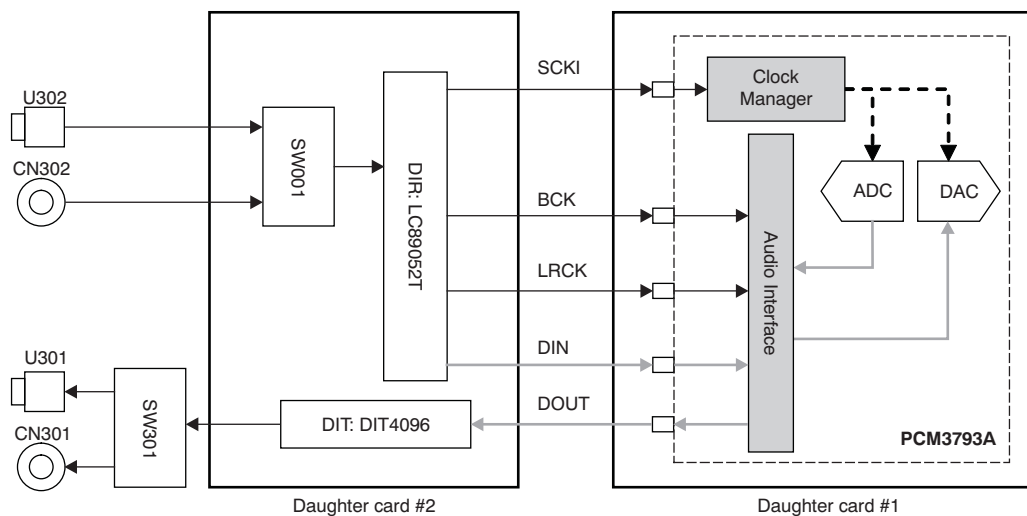 SCKI
Clock
Manager
U302
CN302
SW001
DIR: LC89052T
ADC
DAC
BCK
LRCK
Audio Interface
DIN
DOUT
U301
CN301
SW301
DIT: DIT4096
PCM3793A
Daughter card #2
Daughter card #1